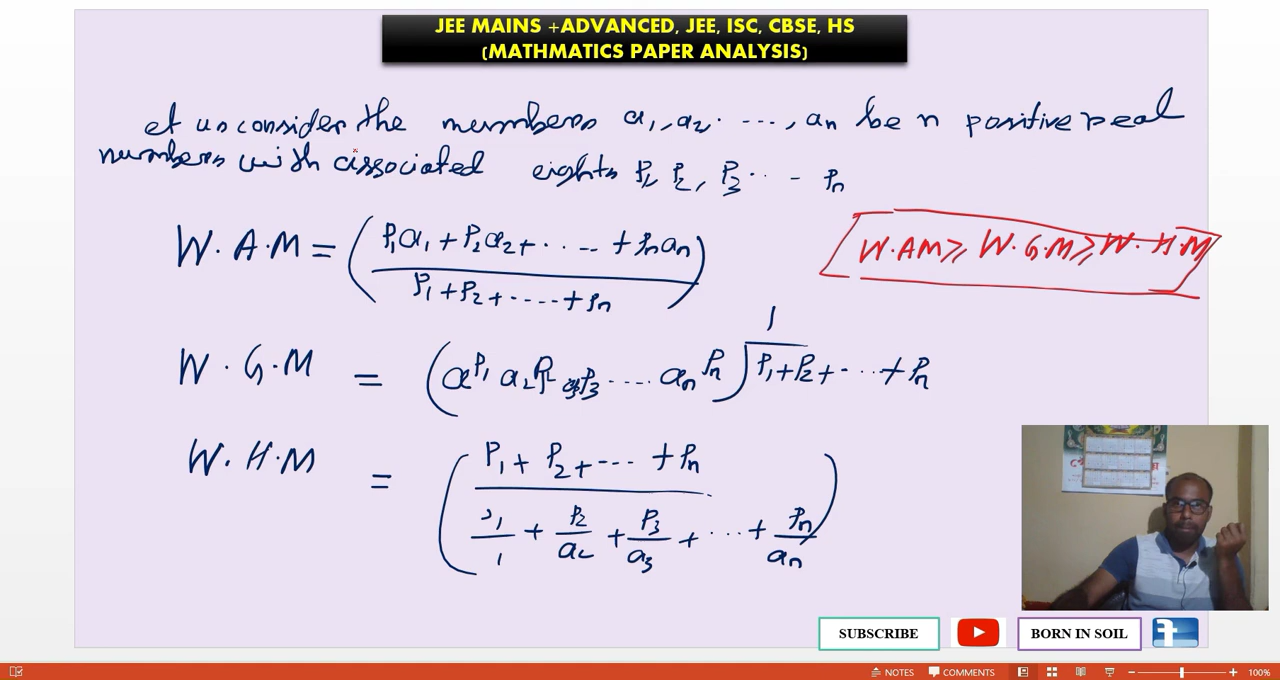 JEE MAINS +ADVANCED, JEE, ISC, CBSE, HS
(MATHMATICS PAPER ANALYSIS)
et us consider the numbers a₁, a₂. ...., an be n positive real
numbers with associated eights P₁, P₂, P₃ .. - Pn
W.A.M = (P₁a₁ + P₂a₂ + .... + Pnan) / (P₁ + P₂ + ..... + Pn)
W.AM ≥ W.G.M ≥ W.H.M
W.G.M = (a^P₁ a₂^P₂ a₃^P₃ .... an^Pn)^(1 / (P₁ + P₂ + ... + Pn))
W.H.M = (P₁ + P₂ + ... + Pn) / (1/1 + P₂/a₂ + P₃/a₃ + ... + Pn/an)
SUBSCRIBE
BORN IN SOIL
NOTES COMMENTS 100%